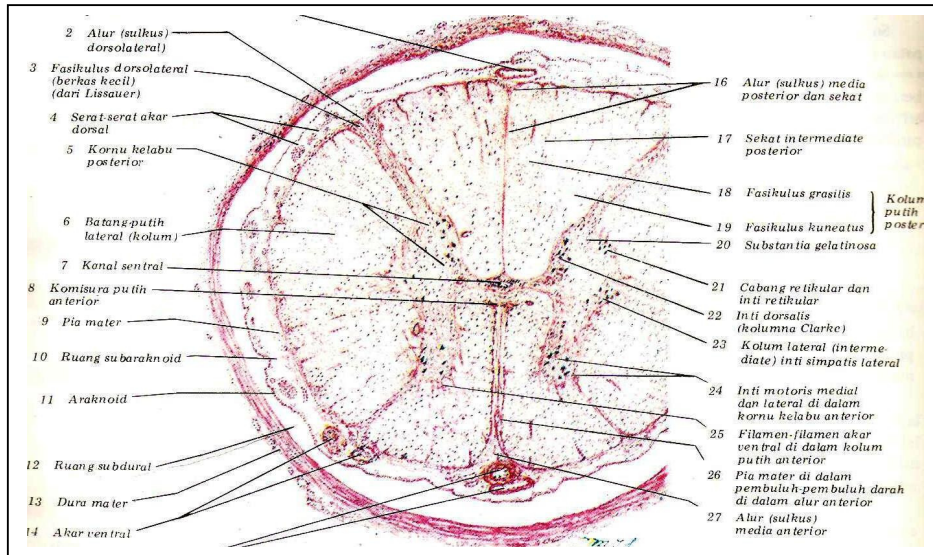 2 Alur (sulkus)
dorsolateral)
3 Fasikulus dorsolateral
(berkas kecil)
(dari Lissauer)
4 Serat-serat akar
dorsal
5 Kornu kelabu
posterior
6 Batang-putih
lateral (kolum)
7 Kanal sentral
8 Komisura putih
anterior
9 Pia mater
10 Ruang subaraknoid
11 Araknoid
12 Ruang subdural
13 Dura mater
14 Akar ventral
16 Alur (sulkus) media
posterior dan sekat
17 Sekat intermediate
posterior
18 Fasikulus grasilis
19 Fasikulus kuneatus
Kolum
putih
poster
20 Substantia gelatinosa
21 Cabang retikular dan
inti retikular
22 Inti dorsalis
(kolumna Clarke)
23 Kolum lateral (interme-
diate) inti simpatis lateral
24 Inti motoris medial
dan lateral di dalam
kornu kelabu anterior
25 Filamen-filamen akar
ventral di dalam kolum
putih anterior
26 Pia mater di dalam
pembuluh-pembuluh darah
di dalam alur anterior
27 Alur (sulkus)
media anterior